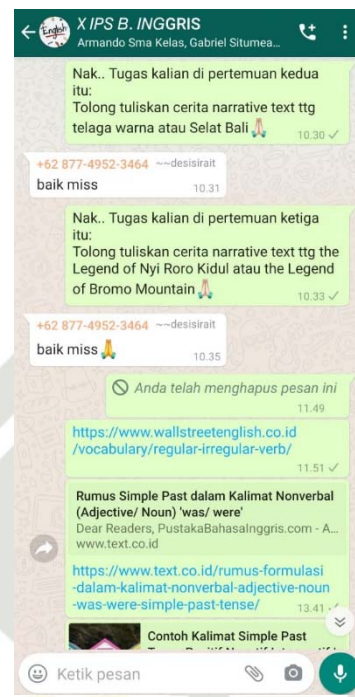 English
X IPS B. INGGRIS
Armando Sma Kelas, Gabriel Situmea...
Nak.. Tugas kalian di pertemuan kedua
itu:
Tolong tuliskan cerita narrative text ttg
telaga warna atau Selat Bali🙏
10.30
+62 877-4952-3464 ~~desisirait
baik miss
10.31
Nak.. Tugas kalian di pertemuan ketiga
itu:
Tolong tuliskan cerita narrative text ttg the
Legend of Nyi Roro Kidul atau the Legend
of Bromo Mountain🙏
10.33
+62 877-4952-3464 ~~desisirait
baik miss🙏
10.35
Anda telah menghapus pesan ini
11.49
https://www.wallstreetenglish.co.id
/vocabulary/regular-irregular-verb/
11.51
Rumus Simple Past dalam Kalimat Nonverbal
(Adjective/ Noun) 'was/ were'
Dear Readers, PustakaBahasaInggris.com - A...
www.text.co.id
https://www.text.co.id/rumus-formulasi
-dalam-kalimat-nonverbal-adjective-noun
-was-were-simple-past-tense/
13.41
Contoh Kalimat Simple Past
Ketik pesan